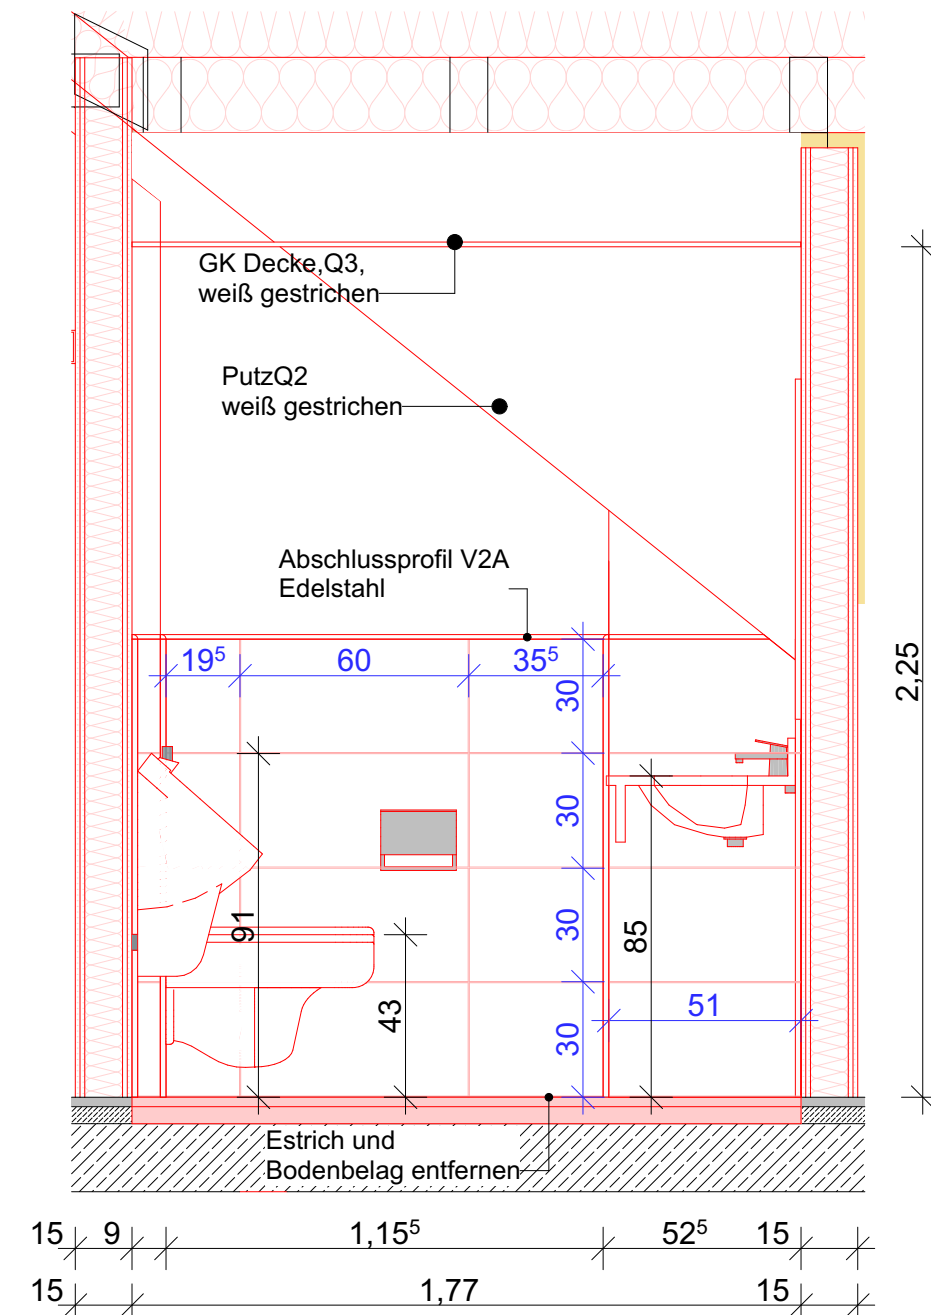 GK Decke,Q3,
weiß gestrichen
PutzQ2
weiß gestrichen
Abschlussprofil V2A
Edelstahl
19⁵ 60 35⁵
30
30
30
30
91
43
85
51
2,25
Estrich und
Bodenbelag entfernen
15 9 1,15⁵ 52⁵ 15
15 1,77 15